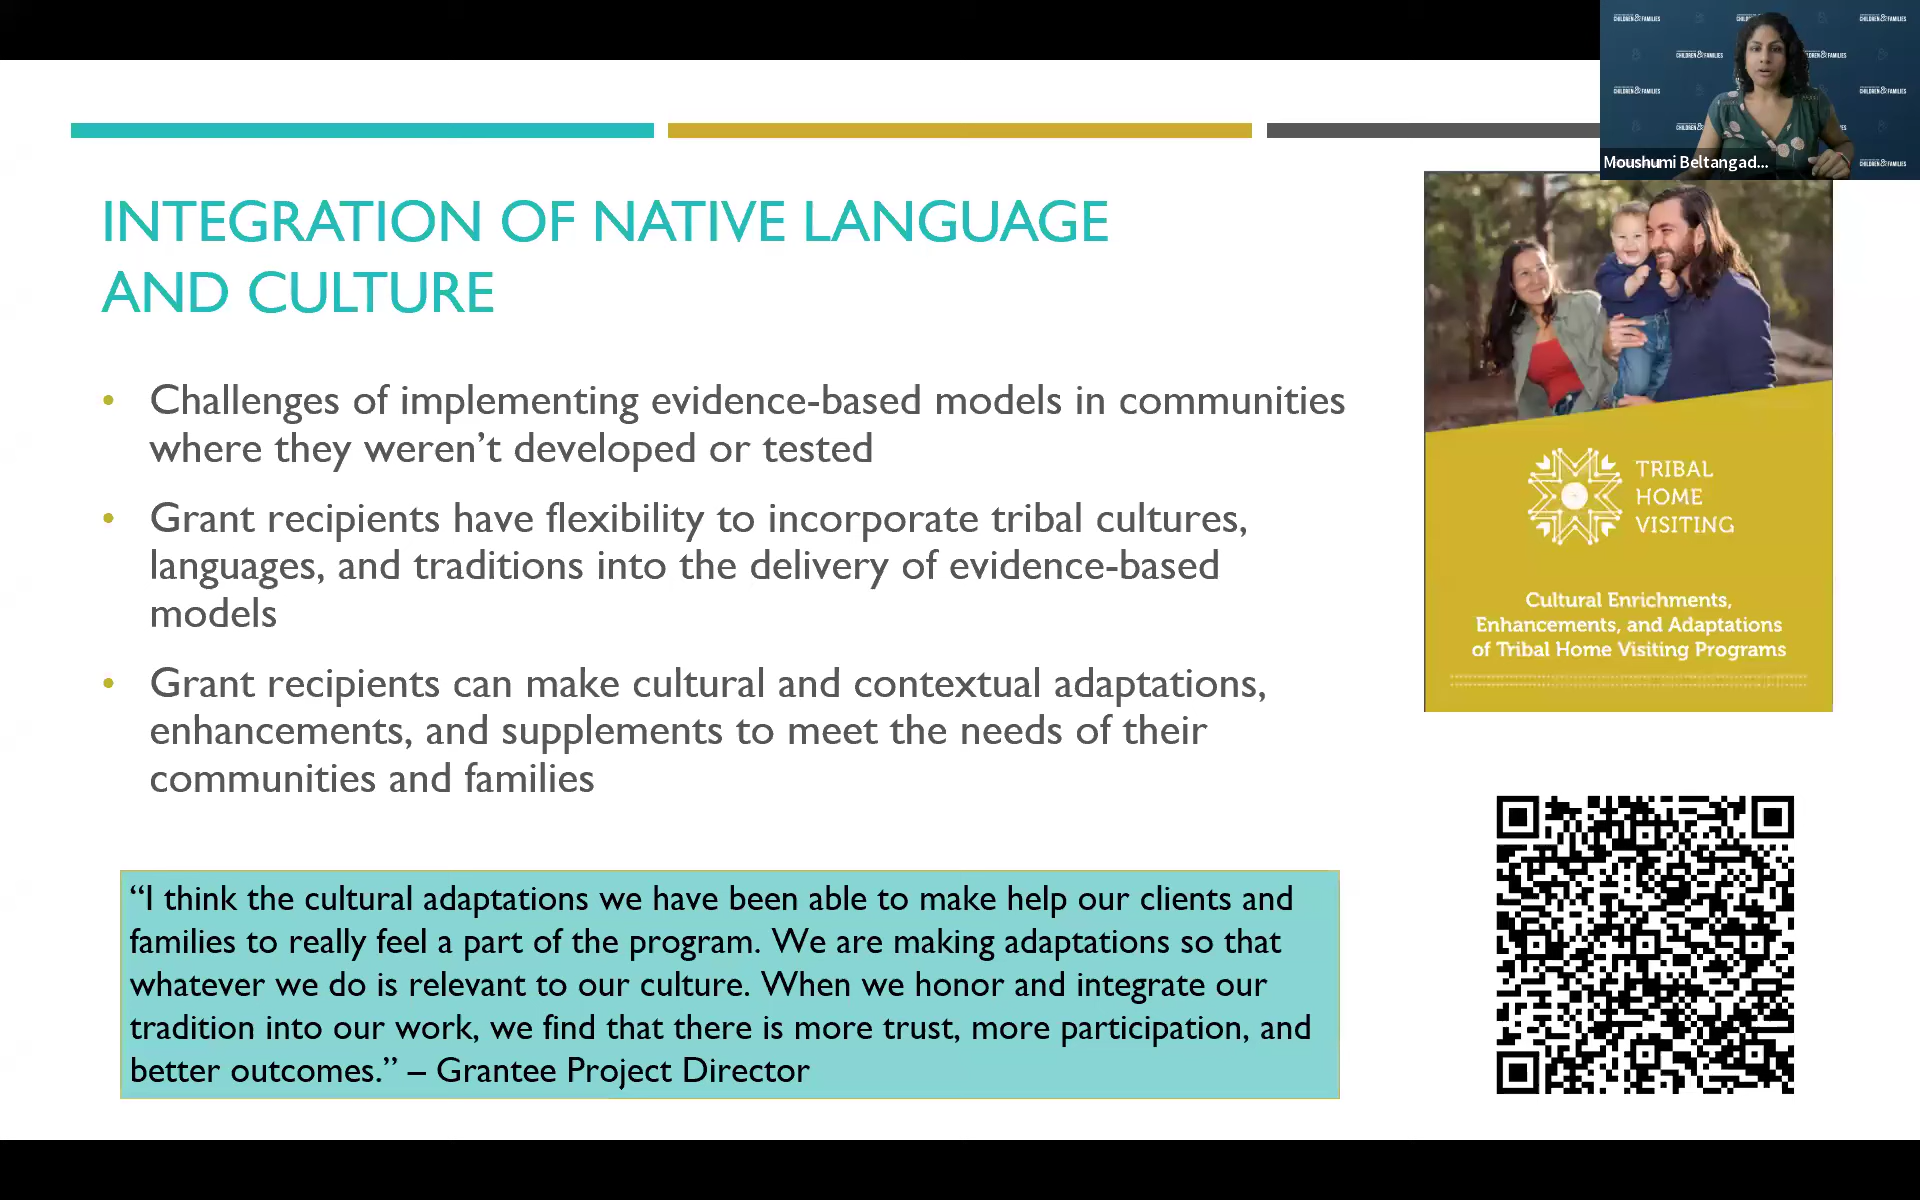 CHILDREN & FAMILIES
Moushumi Beltangad...
INTEGRATION OF NATIVE LANGUAGE
AND CULTURE
• Challenges of implementing evidence-based models in communities
where they weren’t developed or tested
• Grant recipients have flexibility to incorporate tribal cultures,
languages, and traditions into the delivery of evidence-based
models
• Grant recipients can make cultural and contextual adaptations,
enhancements, and supplements to meet the needs of their
communities and families
“I think the cultural adaptations we have been able to make help our clients and
families to really feel a part of the program. We are making adaptations so that
whatever we do is relevant to our culture. When we honor and integrate our
tradition into our work, we find that there is more trust, more participation, and
better outcomes.” – Grantee Project Director
TRIBAL
HOME
VISITING
Cultural Enrichments,
Enhancements, and Adaptations
of Tribal Home Visiting Programs